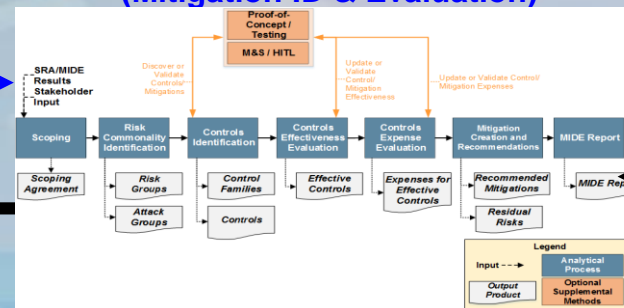 (Mitigation ID & Evaluation)
Proof-of-
Concept /
Testing
M&S / HITL
Discover or
Validate
Controls/
Mitigations
Update or
Validate
Control/
Mitigation
Effectiveness
Update or Validate Control/
Mitigation Expenses
SRA/MIDE
Results
Stakeholder
Input
Scoping
Risk
Commonality
Identification
Controls
Identification
Controls
Effectiveness
Evaluation
Controls
Expense
Evaluation
Mitigation
Creation and
Recommendations
MIDE Report
Scoping
Agreement
Risk
Groups
Attack
Groups
Control
Families
Controls
Effective
Controls
Expenses for
Effective
Controls
Recommended
Mitigations
Residual
Risks
MIDE Rep
Legend
Input
Analytical
Process
Output
Product
Optional
Supplemental
Methods